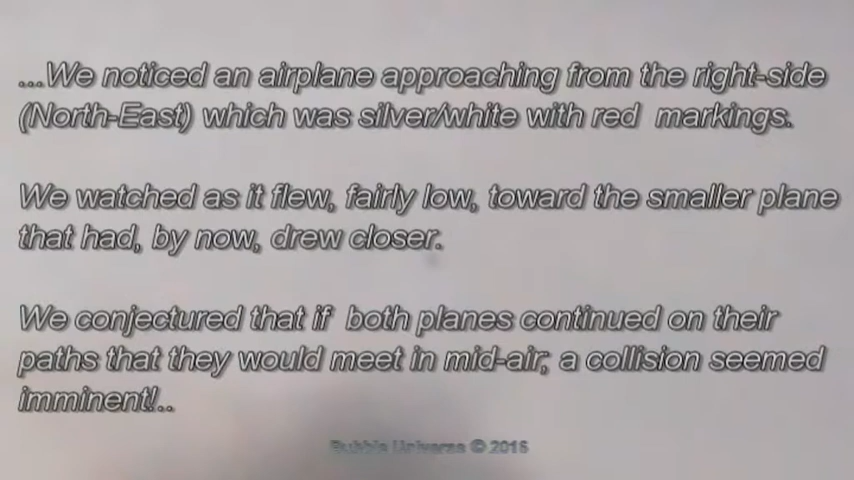 ...We noticed an airplane approaching from the right-side
(North-East) which was silver/white with red markings.
We watched as it flew, fairly low, toward the smaller plane
that had, by now, drew closer.
We conjectured that if both planes continued on their
paths that they would meet in mid-air, a collision seemed
imminent!..
Universe © 2016